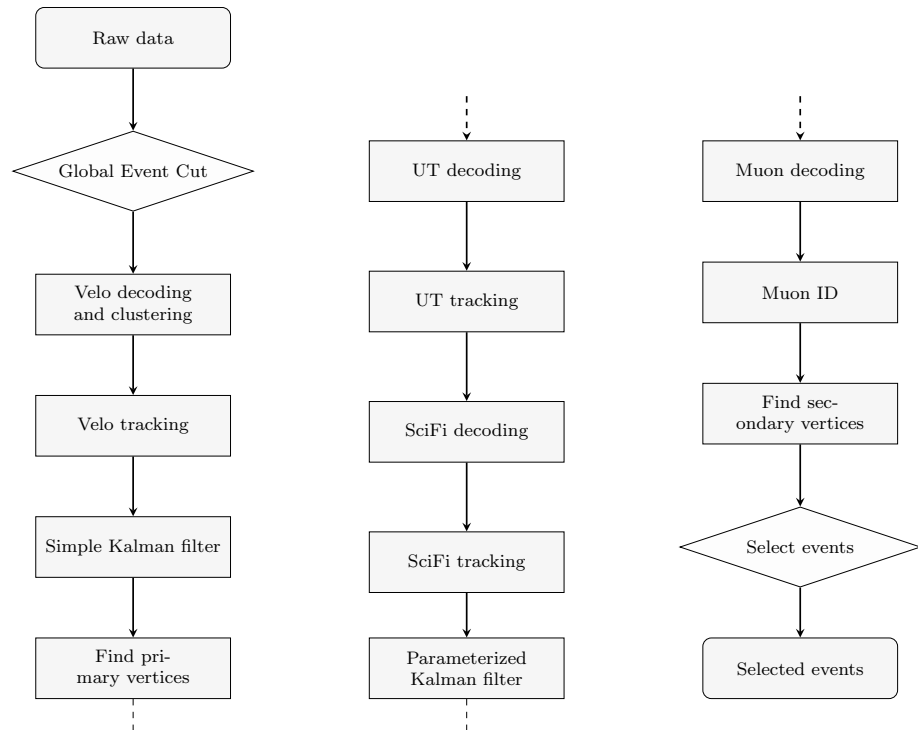 Raw data
Global Event Cut
Velo decoding
and clustering
Velo tracking
Simple Kalman filter
Find pri-
mary vertices
UT decoding
UT tracking
SciFi decoding
SciFi tracking
Parameterized
Kalman filter
Muon decoding
Muon ID
Find sec-
ondary vertices
Select events
Selected events